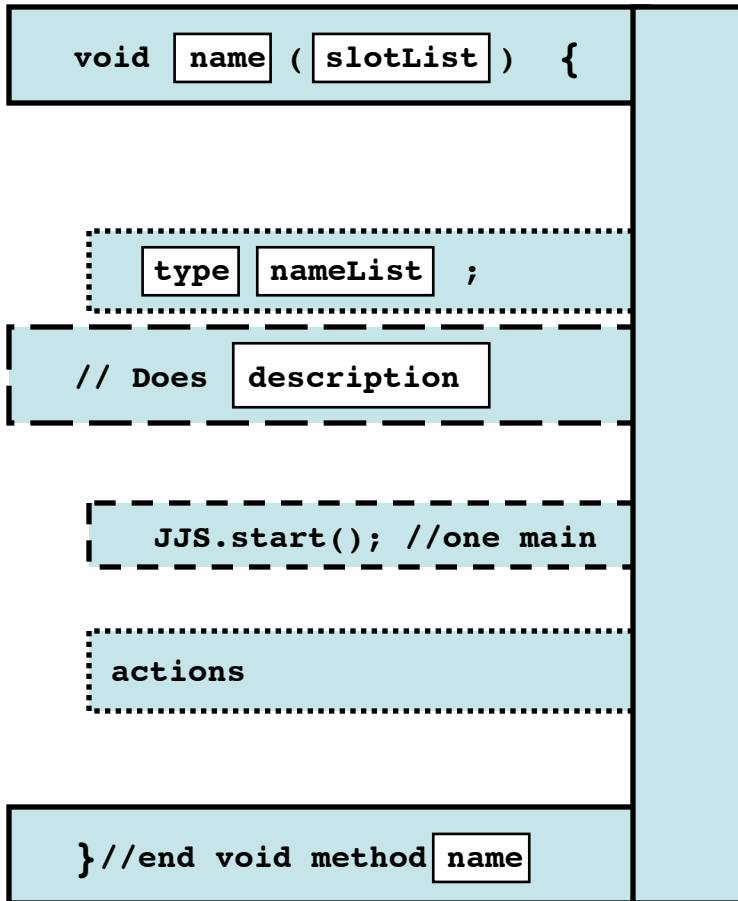 void name ( slotList ) {
type nameList ;
// Does description
JJS.start(); //one main
actions
}//end void method name